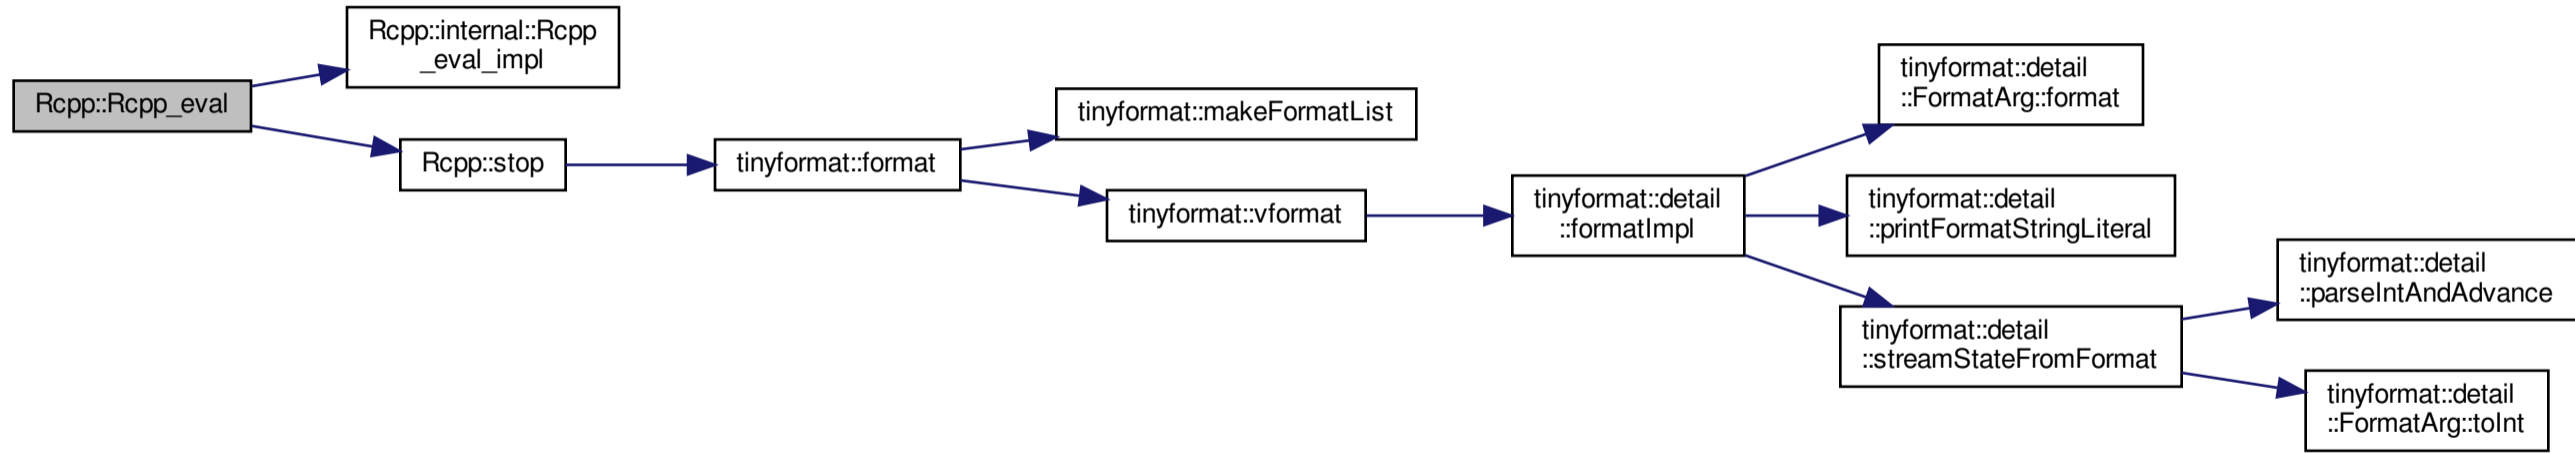 Rcpp::Rcpp_eval
Rcpp::internal::Rcpp
_eval_impl
Rcpp::stop
tinyformat::format
tinyformat::makeFormatList
tinyformat::vformat
tinyformat::detail
::formatImpl
tinyformat::detail
::FormatArg::format
tinyformat::detail
::printFormatStringLiteral
tinyformat::detail
::streamStateFromFormat
tinyformat::detail
::parseIntAndAdvance
tinyformat::detail
::FormatArg::toInt